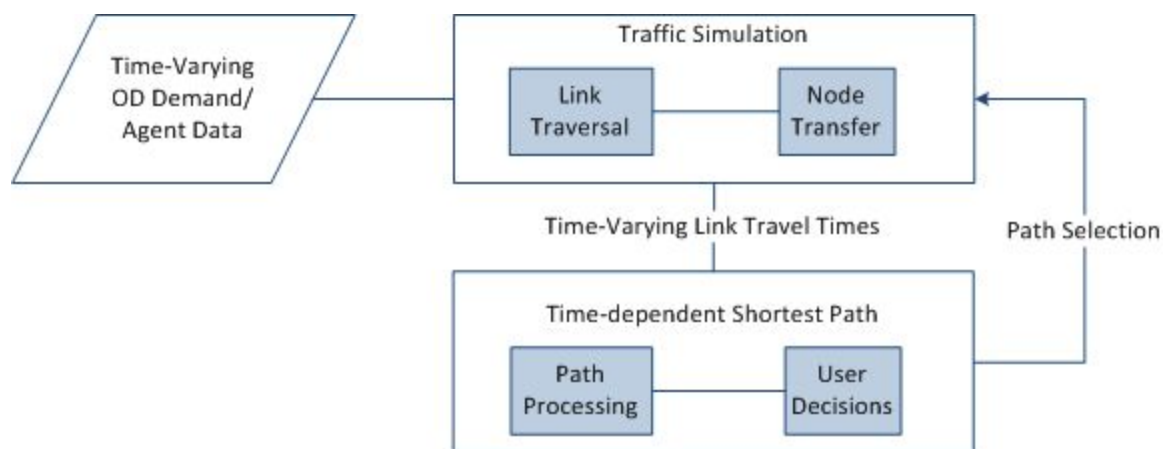 Time-Varying
OD Demand/
Agent Data
Traffic Simulation
Link
Traversal
Node
Transfer
Time-Varying Link Travel Times
Path Selection
Time-dependent Shortest Path
Path
Processing
User
Decisions